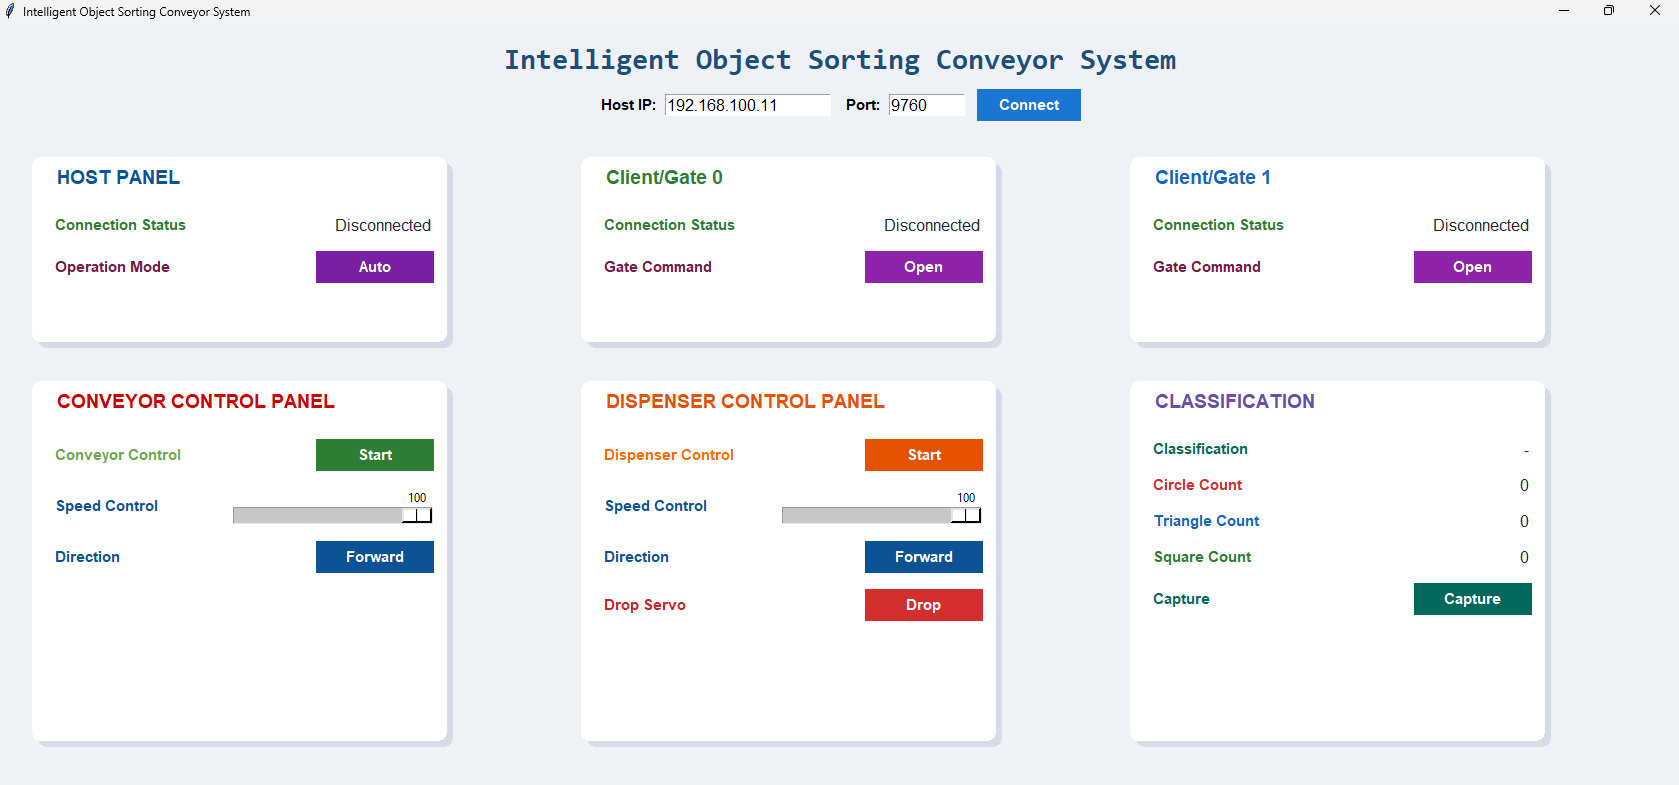 Intelligent Object Sorting Conveyor System
Intelligent Object Sorting Conveyor System
Host IP: 192.168.100.11 Port: 9760 Connect
HOST PANEL
Connection Status Disconnected
Operation Mode Auto
Client/Gate 0
Connection Status Disconnected
Gate Command Open
Client/Gate 1
Connection Status Disconnected
Gate Command Open
CONVEYOR CONTROL PANEL
Conveyor Control Start
100
Speed Control
Direction Forward
DISPENSER CONTROL PANEL
Dispenser Control Start
100
Speed Control
Direction Forward
Drop Servo Drop
CLASSIFICATION
Classification -
Circle Count 0
Triangle Count 0
Square Count 0
Capture Capture